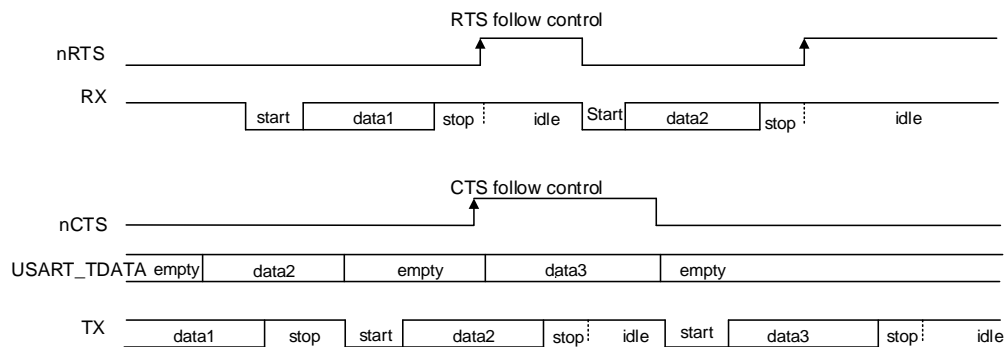 RTS follow control
nRTS
RX
start data1 stop idle Start data2 stop idle
CTS follow control
nCTS
USART_TDATA empty data2 empty data3 empty
TX
data1 stop start data2 stop idle start data3 stop idle